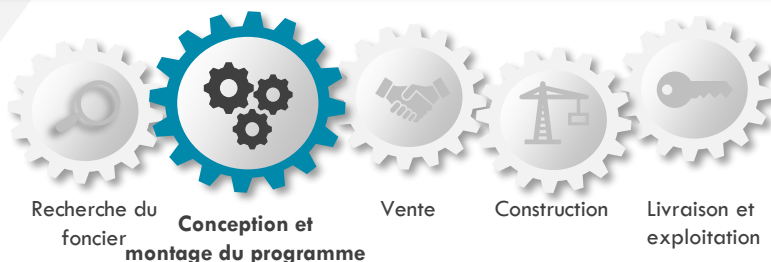 Recherche du
foncier
Conception et
montage du programme
Vente
Construction
Livraison et
exploitation